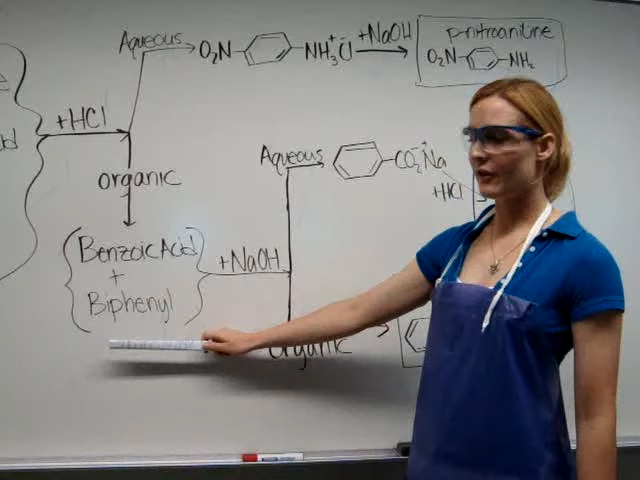 Aqueous O₂N NH₃⁺Cl⁻ +NaOH
p-nitroaniline
O₂N NH₂
+HCl
organic
Benzoic Acid
+
Biphenyl
+NaOH
Aqueous CO₂⁻⁺Na
+HCl
organic